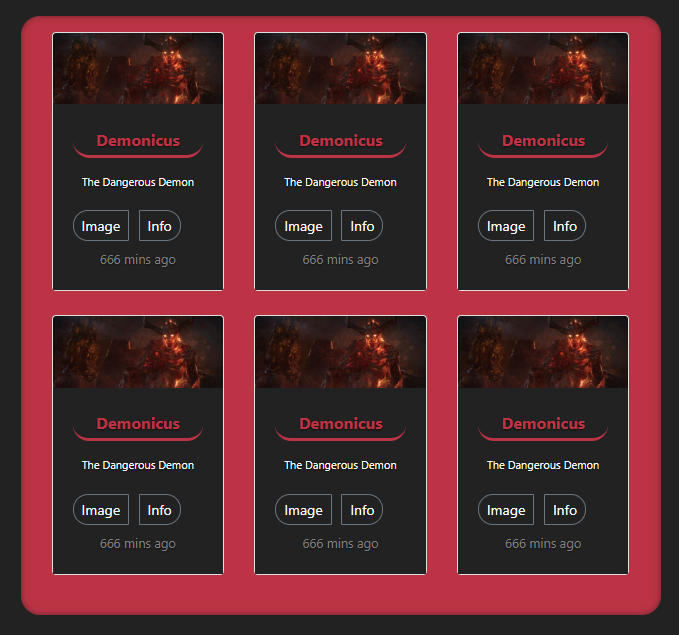 Demonicus Demonicus Demonicus
The Dangerous Demon The Dangerous Demon The Dangerous Demon
Image Info Image Info Image Info
666 mins ago 666 mins ago 666 mins ago
Demonicus Demonicus Demonicus
The Dangerous Demon The Dangerous Demon The Dangerous Demon
Image Info Image Info Image Info
666 mins ago 666 mins ago 666 mins ago